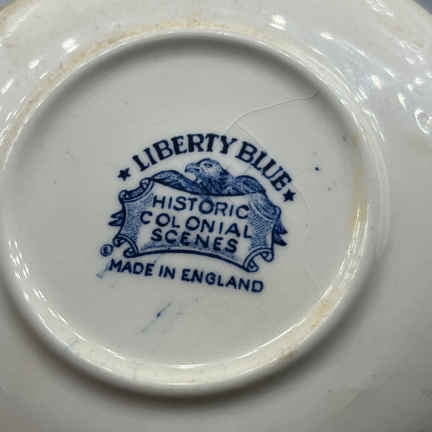 ★ LIBERTY BLUE ★
HISTORIC
COLONIAL
SCENES
© MADE IN ENGLAND